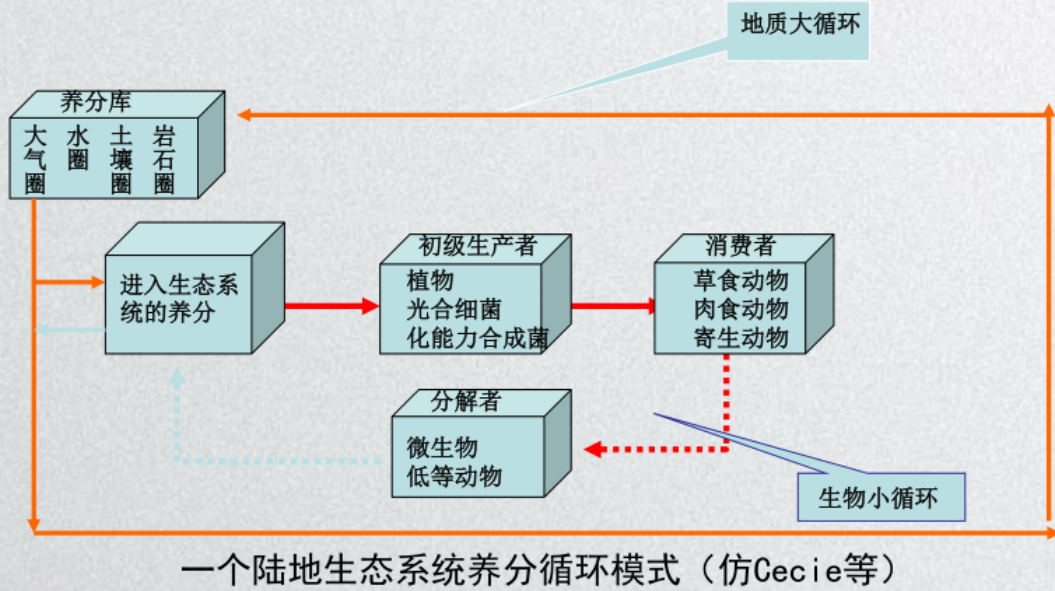 地质大循环
养分库
大气圈
水圈
土壤圈
岩石圈
进入生态系
统的养分
初级生产者
植物
光合细菌
化能力合成菌
消费者
草食动物
肉食动物
寄生动物
分解者
微生物
低等动物
生物小循环
一个陆地生态系统养分循环模式（仿Cecie等）